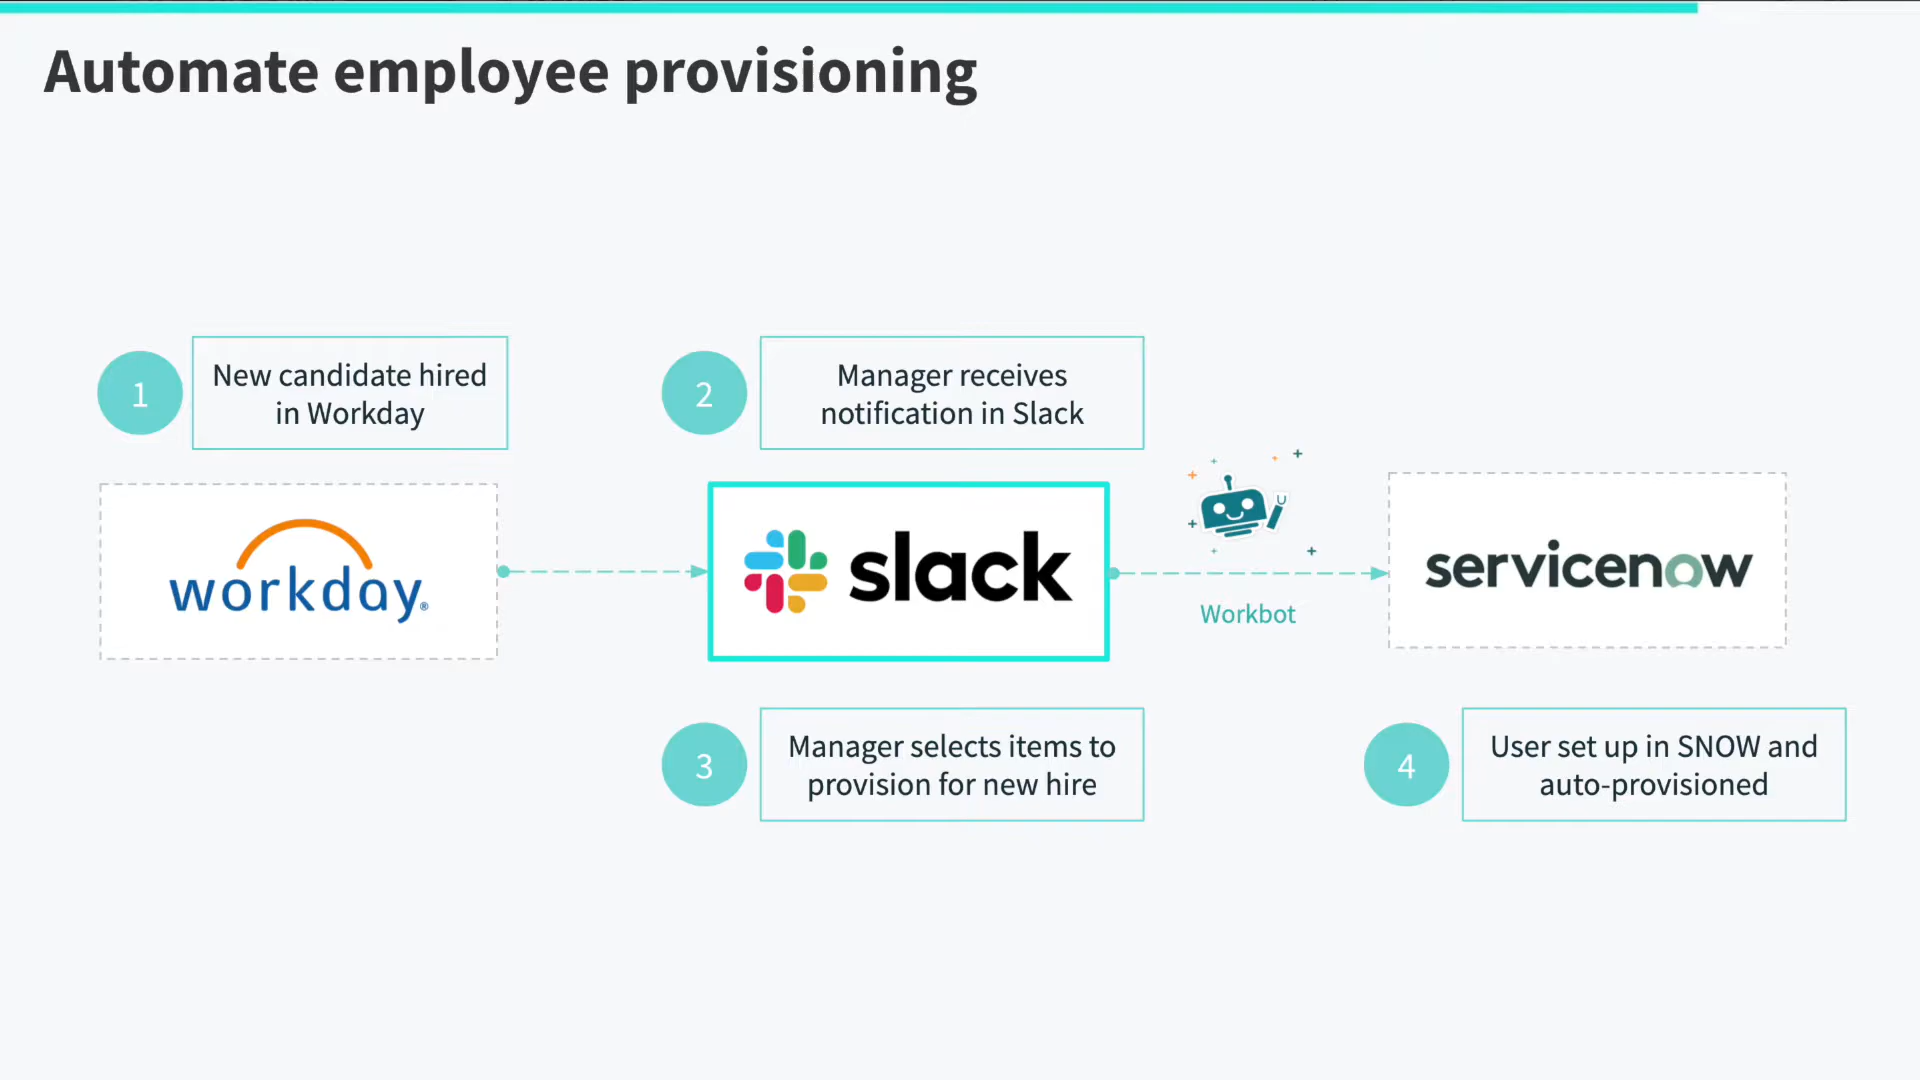 Automate employee provisioning
1
New candidate hired
in Workday
2
Manager receives
notification in Slack
workday®
slack
Workbot
servicenow
3
Manager selects items to
provision for new hire
4
User set up in SNOW and
auto-provisioned